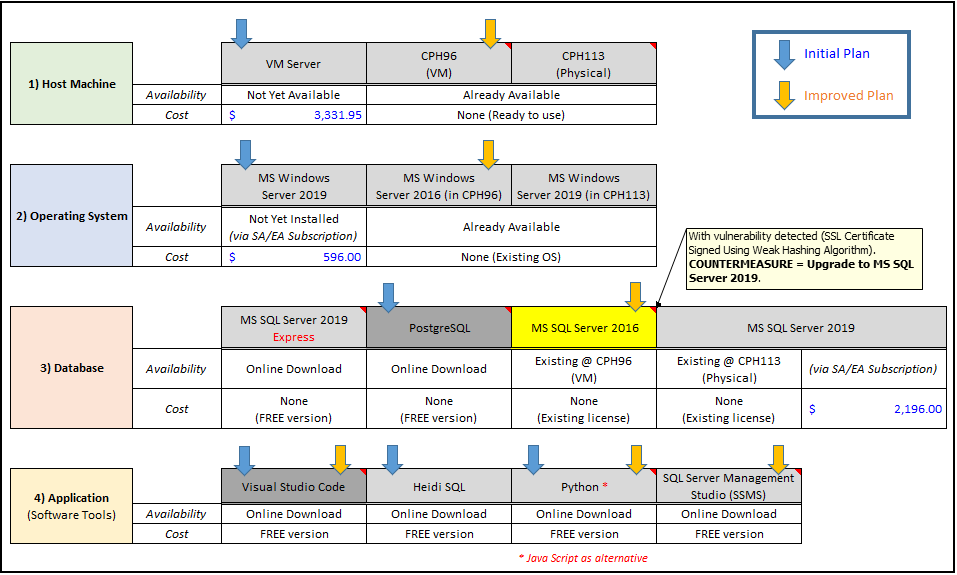 Initial Plan
Improved Plan
1) Host Machine
VM Server
CPH96
(VM)
CPH113
(Physical)
Availability
Not Yet Available
Already Available
Cost
$ 3,331.95
None (Ready to use)
2) Operating System
MS Windows
Server 2019
MS Windows
Server 2016 (in CPH96)
MS Windows
Server 2019 (in CPH113)
Availability
Not Yet Installed
(via SA/EA Subscription)
Already Available
Cost
$ 596.00
None (Existing OS)
With vulnerability detected (SSL Certificate
Signed Using Weak Hashing Algorithm).
COUNTERMEASURE = Upgrade to MS SQL
Server 2019.
3) Database
MS SQL Server 2019
Express
PostgreSQL
MS SQL Server 2016
MS SQL Server 2019
Availability
Online Download
Online Download
Existing @ CPH96
(VM)
Existing @ CPH113
(Physical)
(via SA/EA Subscription)
Cost
None
(FREE version)
None
(FREE version)
None
(Existing license)
None
(Existing license)
$ 2,196.00
4) Application
(Software Tools)
Visual Studio Code
Heidi SQL
Python *
SQL Server Management
Studio (SSMS)
Availability
Online Download
Online Download
Online Download
Online Download
Cost
FREE version
FREE version
FREE version
FREE version
* Java Script as alternative